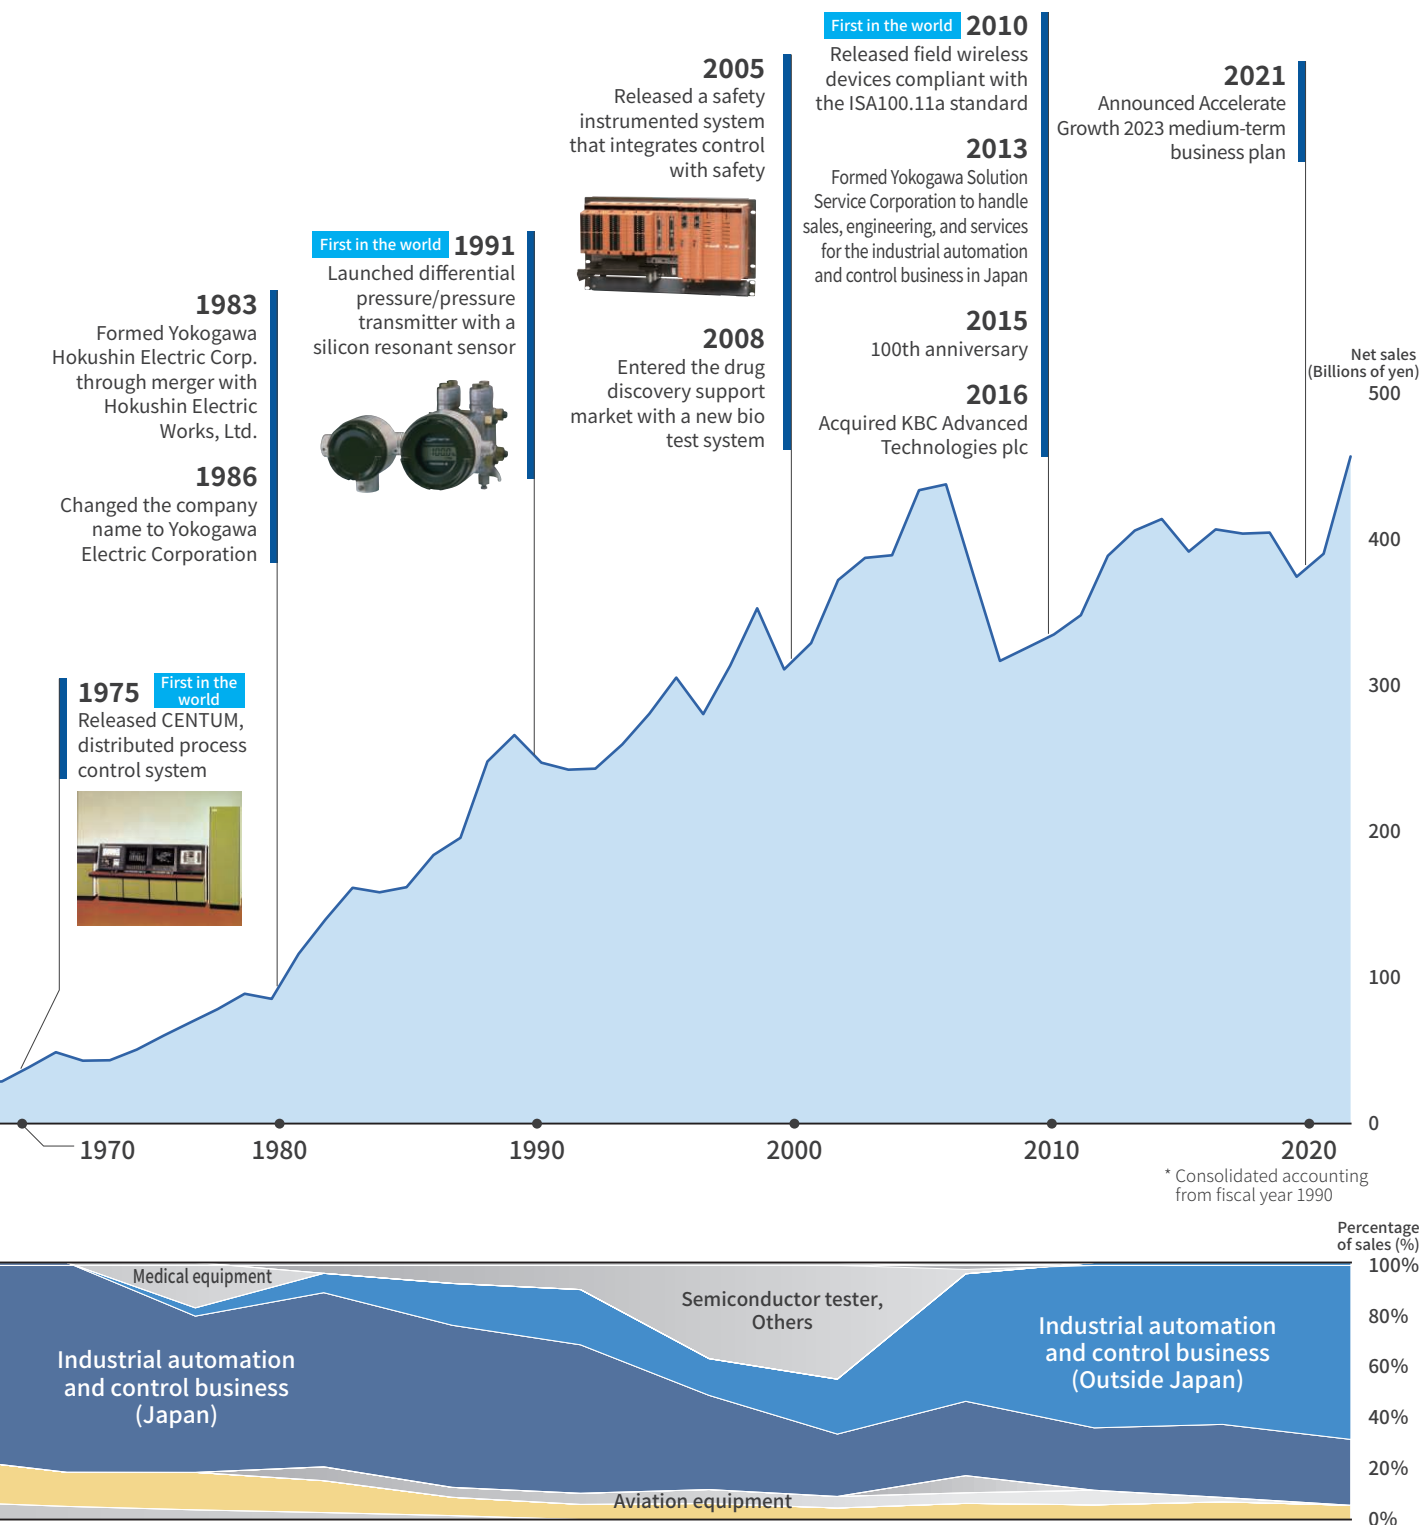 1975
First in the
world
Released CENTUM,
distributed process
control system
1983
Formed Yokogawa
Hokushin Electric Corp.
through merger with
Hokushin Electric
Works, Ltd.
1986
Changed the company
name to Yokogawa
Electric Corporation
First in the world 1991
Launched differential
pressure/pressure
transmitter with a
silicon resonant sensor
2005
Released a safety
instrumented system
that integrates control
with safety
2008
Entered the drug
discovery support
market with a new bio
test system
First in the world 2010
Released field wireless
devices compliant with
the ISA100.11a standard
2013
Formed Yokogawa Solution
Service Corporation to handle
sales, engineering, and services
for the industrial automation
and control business in Japan
2015
100th anniversary
2016
Acquired KBC Advanced
Technologies plc
2021
Announced Accelerate
Growth 2023 medium-term
business plan
Net sales
(Billions of yen)
500
400
300
200
100
0
1970 1980 1990 2000 2010 2020
* Consolidated accounting
from fiscal year 1990
Percentage
of sales (%)
100%
80%
60%
40%
20%
0%
Medical equipment
Semiconductor tester,
Others
Industrial automation
and control business
(Outside Japan)
Industrial automation
and control business
(Japan)
Aviation equipment